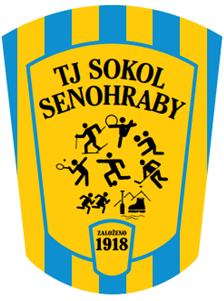 TJ SOKOL
SENOHRABY
ZALOŽENO
1918